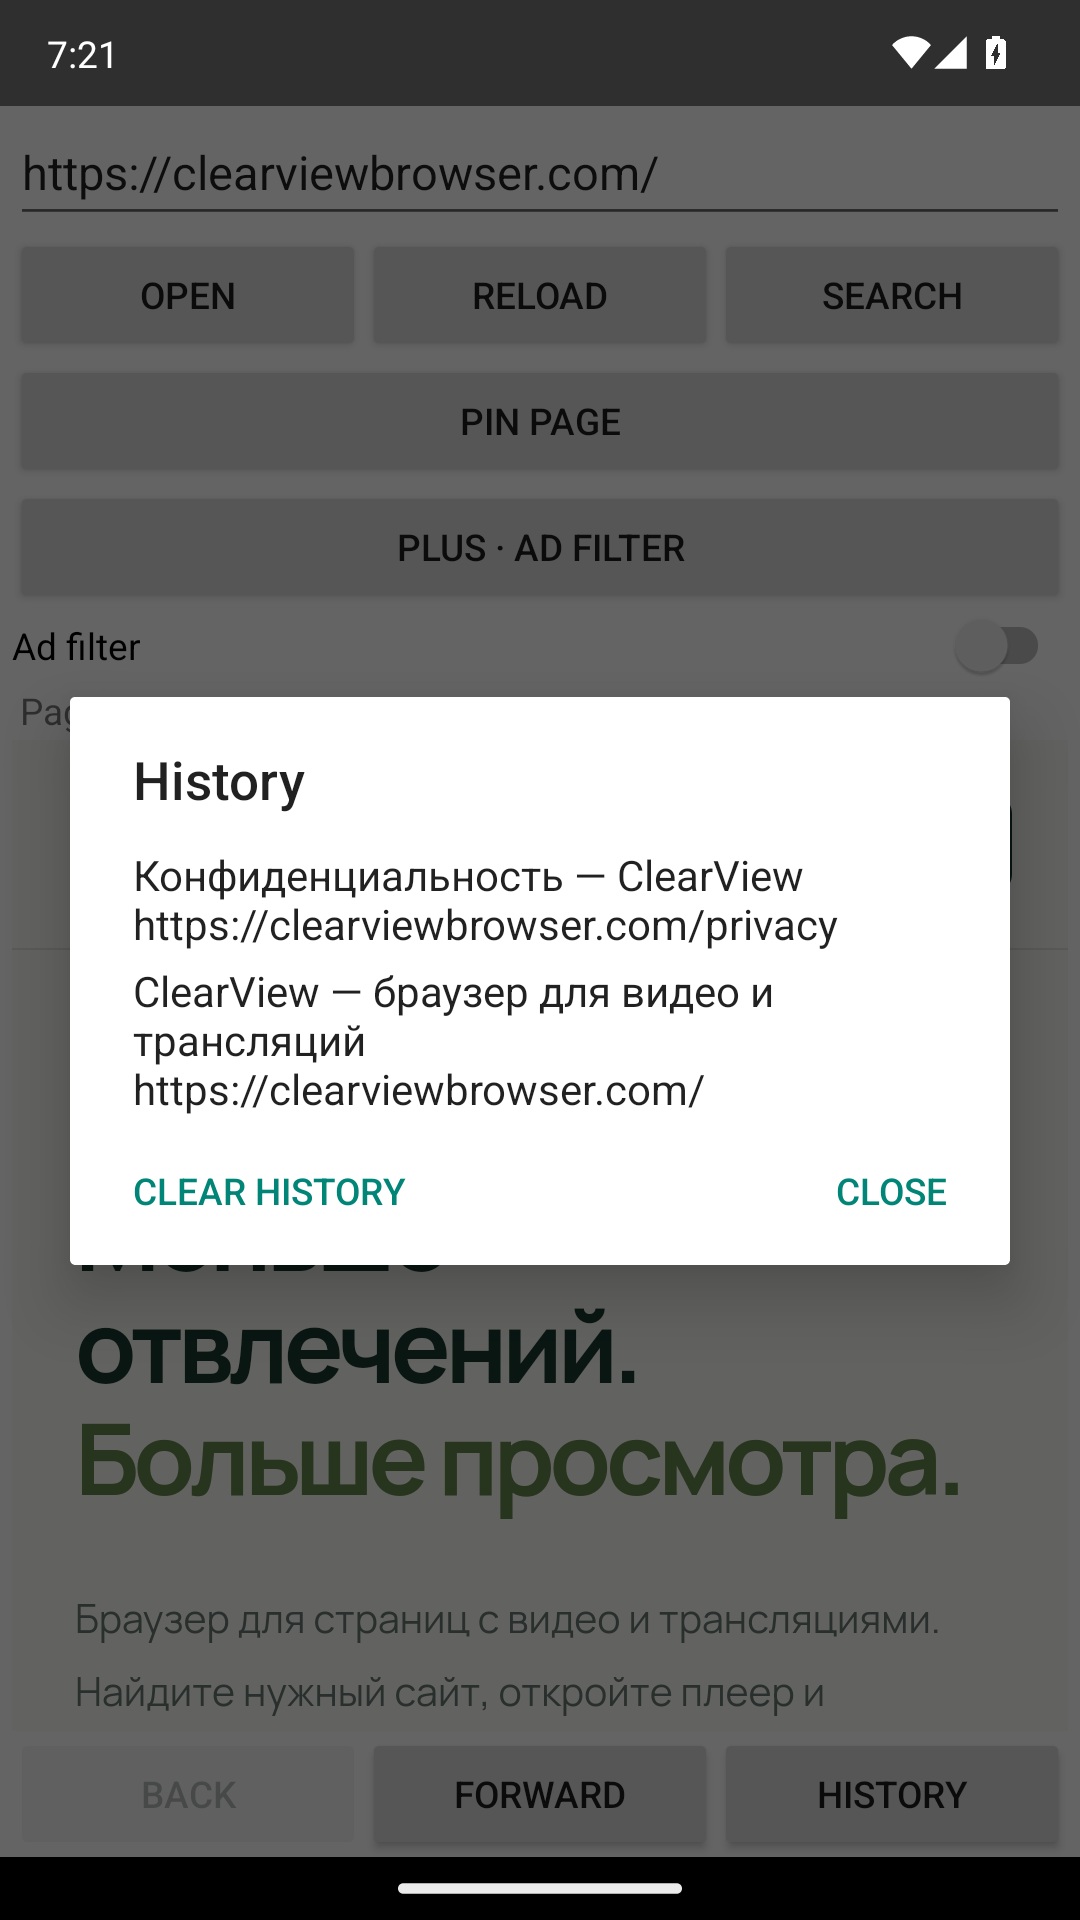 7:21
https://clearviewbrowser.com/
OPEN
RELOAD
SEARCH
PIN PAGE
PLUS · AD FILTER
Ad filter
History
Конфиденциальность — ClearView
https://clearviewbrowser.com/privacy
ClearView — браузер для видео и
трансляций
https://clearviewbrowser.com/
CLEAR HISTORY
CLOSE
отвлечений.
Больше просмотра.
Браузер для страниц с видео и трансляциями.
Найдите нужный сайт, откройте плеер и
BACK
FORWARD
HISTORY